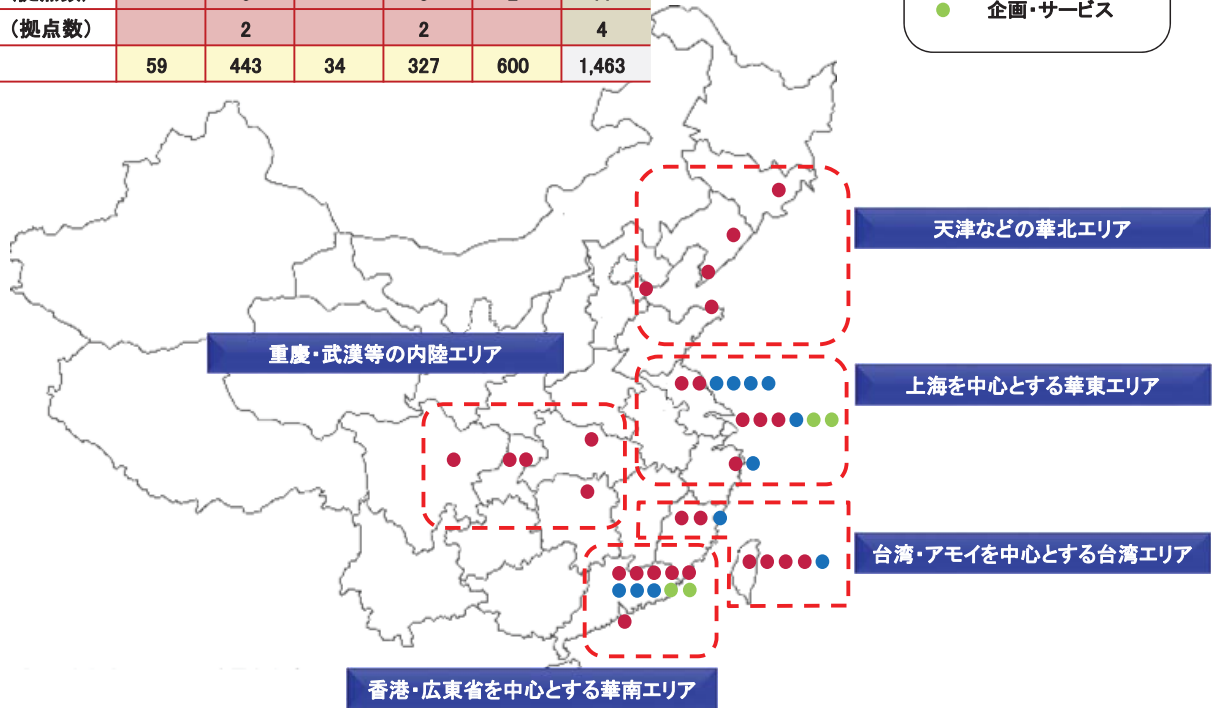 (拠点数) 2 2 4
59 443 34 327 600 1,463
企画・サービス
天津などの華北エリア
重慶・武漢等の内陸エリア
上海を中心とする華東エリア
台湾・アモイを中心とする台湾エリア
香港・広東省を中心とする華南エリア